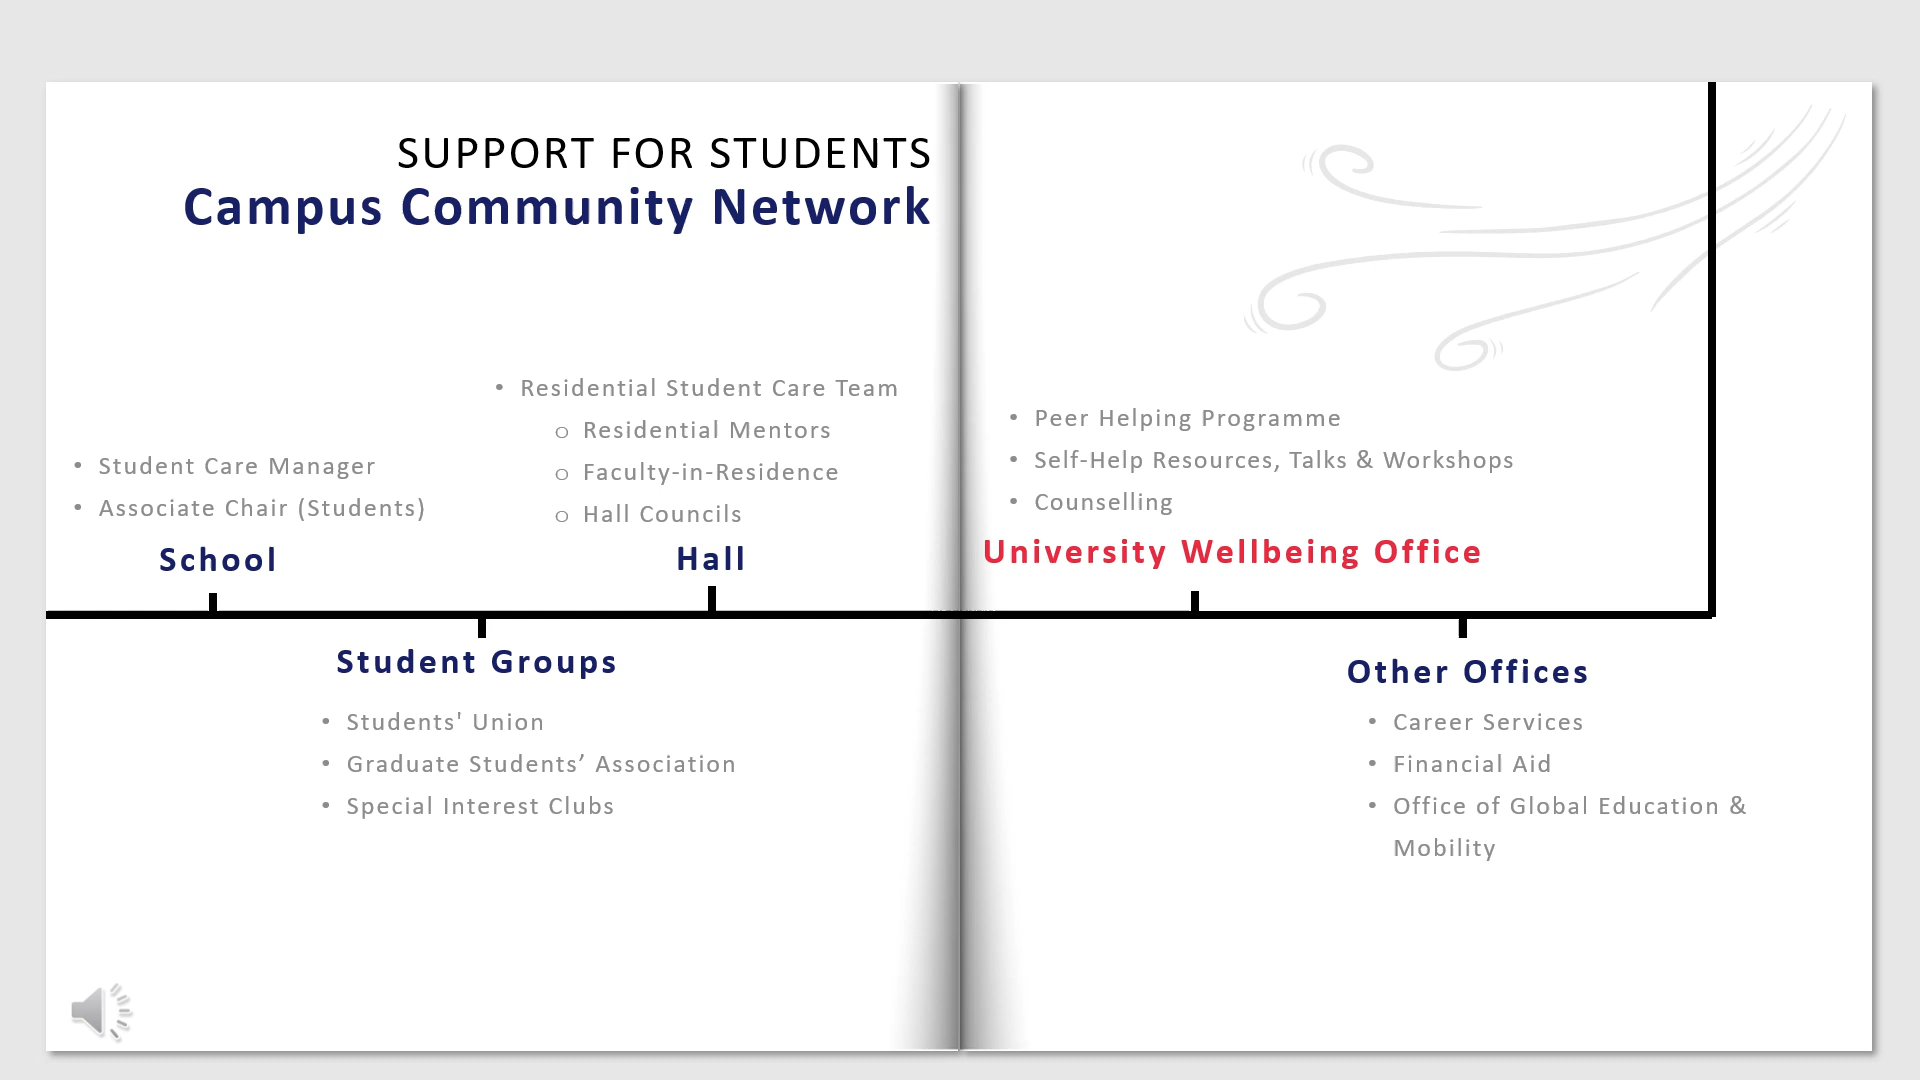 SUPPORT FOR STUDENTS
Campus Community Network
• Student Care Manager
• Associate Chair (Students)
School
• Residential Student Care Team
o Residential Mentors
o Faculty-in-Residence
o Hall Councils
Hall
• Peer Helping Programme
• Self-Help Resources, Talks & Workshops
• Counselling
University Wellbeing Office
Student Groups
• Students' Union
• Graduate Students’ Association
• Special Interest Clubs
Other Offices
• Career Services
• Financial Aid
• Office of Global Education &
Mobility